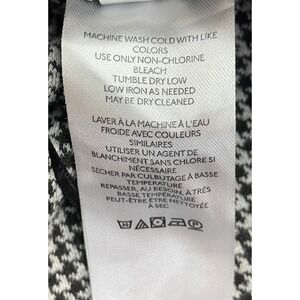 MACHINE WASH COLD WITH LIKE
COLORS
USE ONLY NON-CHLORINE
BLEACH
TUMBLE DRY LOW
LOW IRON AS NEEDED
MAY BE DRY CLEANED
LAVER À LA MACHINE À L'EAU
FROIDE AVEC COULEURS
SIMILAIRES
UTILISER UN AGENT DE
BLANCHIMENT SANS CHLORE SI
NÉCESSAIRE
SÉCHER PAR CULBUTAGE À BASSE
TEMPÉRATURE
REPASSER, AU BESOIN, À TRÈS
BASSE TEMPÉRATURE
PEUT-ÊTRE ÊTRE NETTOYÉE
À SEC